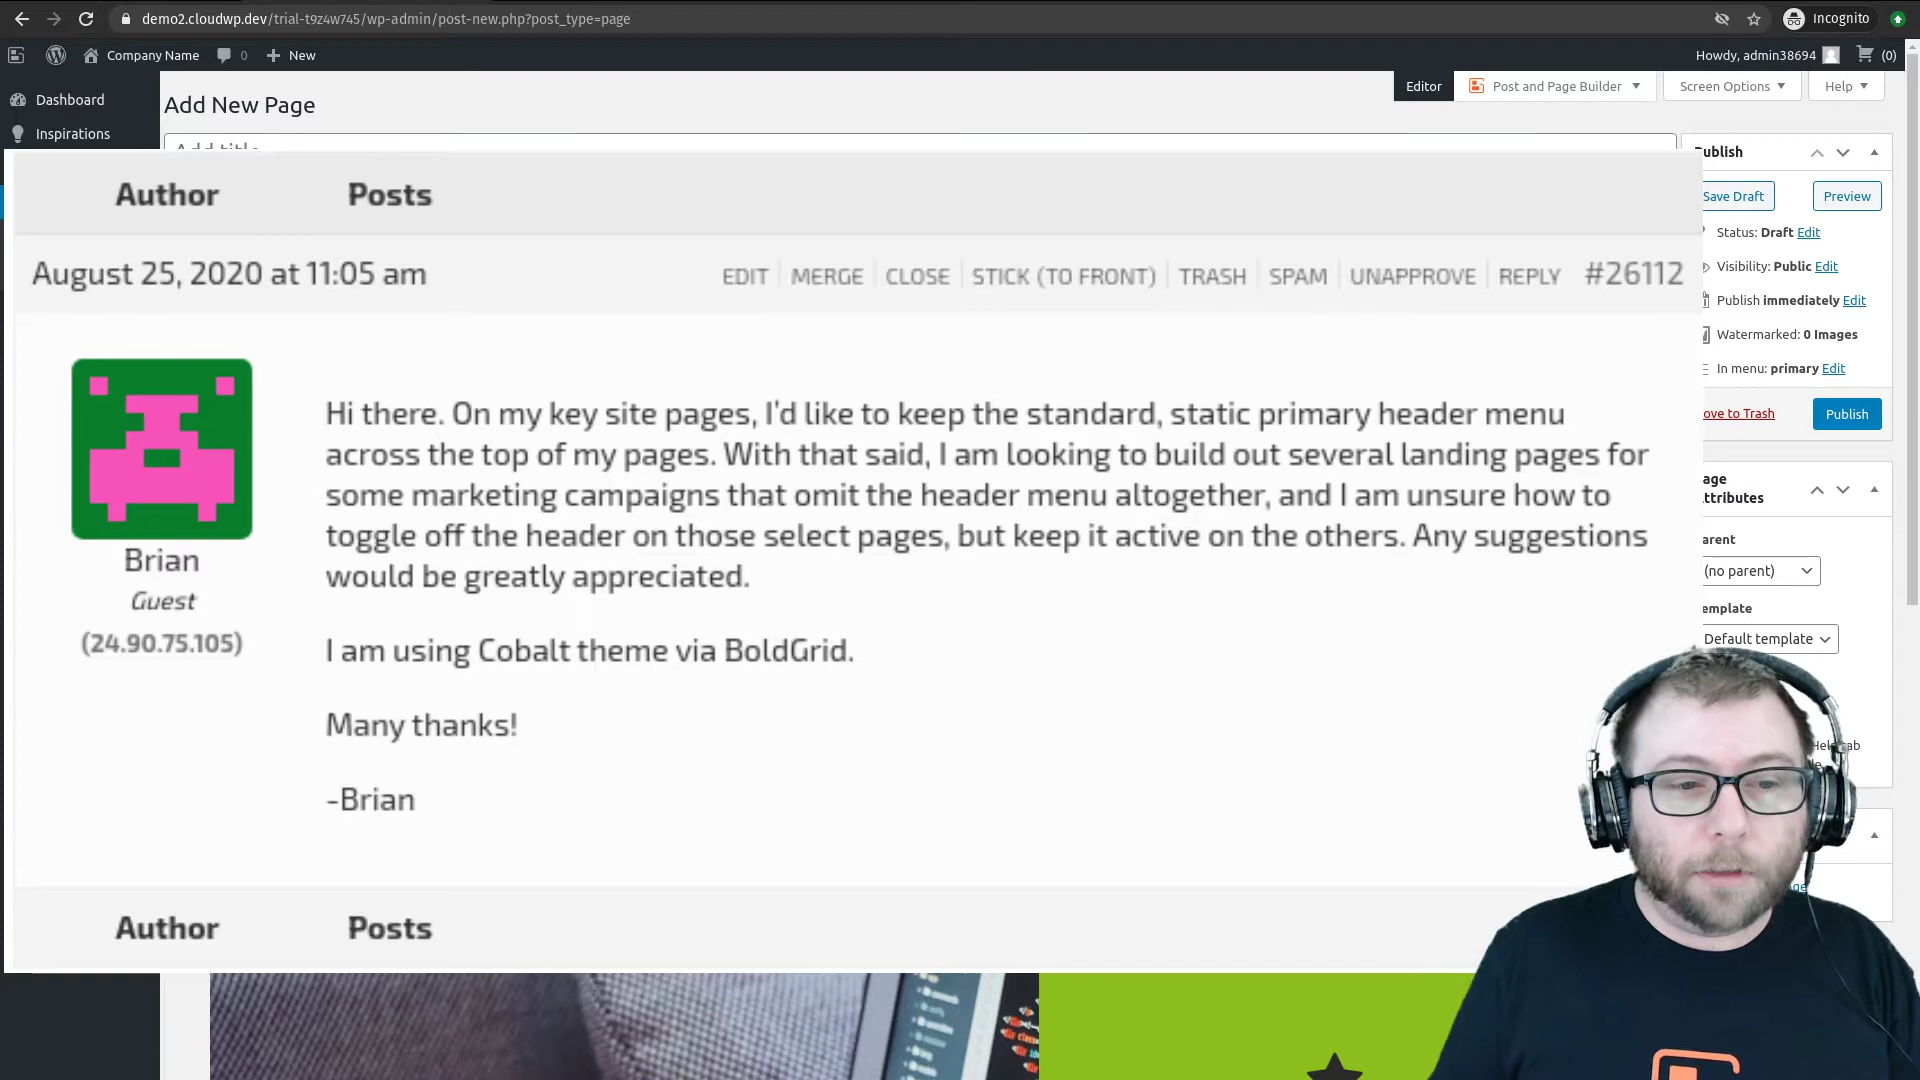 demo2.cloudwp.dev/trial-t9z4w745/wp-admin/post-new.php?post_type=page
Incognito
Company Name
0
New
Howdy, admin38694
(0)
Dashboard
Inspirations
Add New Page
Editor
Post and Page Builder
Screen Options
Help
Add title
Publish
Save Draft
Preview
Status: Draft Edit
Visibility: Public Edit
Publish immediately Edit
Watermarked: 0 Images
In menu: primary Edit
Publish
(no parent)
Default template
Author Posts
August 25, 2020 at 11:05 am
EDIT MERGE CLOSE STICK (TO FRONT) TRASH SPAM UNAPPROVE REPLY #26112
Brian
Guest
(24.90.75.105)
Hi there. On my key site pages, I'd like to keep the standard, static primary header menu
across the top of my pages. With that said, I am looking to build out several landing pages for
some marketing campaigns that omit the header menu altogether, and I am unsure how to
toggle off the header on those select pages, but keep it active on the others. Any suggestions
would be greatly appreciated.
I am using Cobalt theme via BoldGrid.
Many thanks!
-Brian
Author Posts